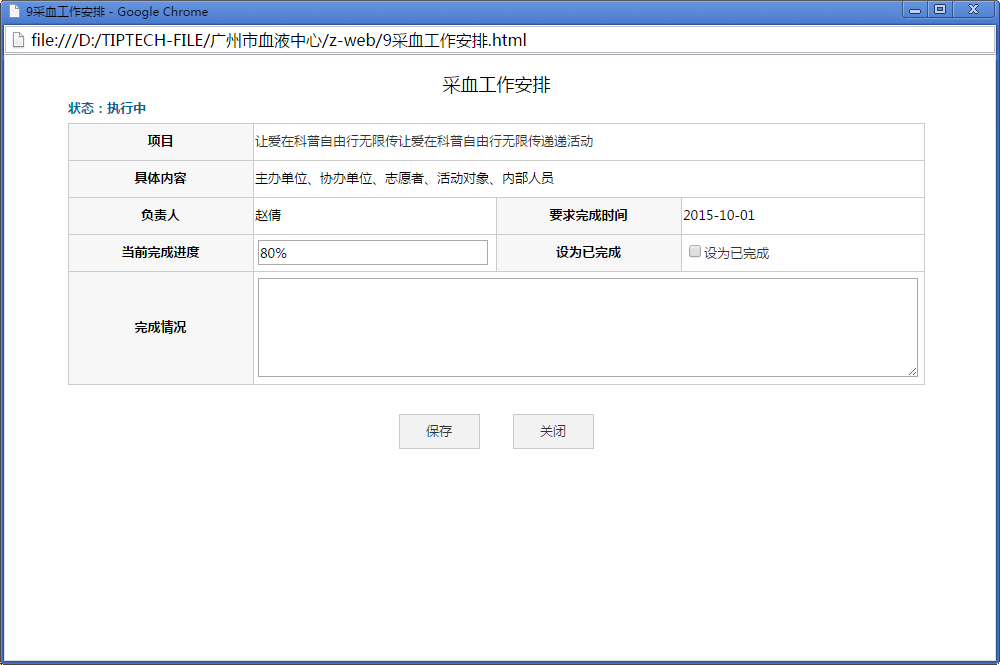 9采血工作安排 - Google Chrome
file:///D:/TIPTECH-FILE/广州市血液中心/z-web/9采血工作安排.html
采血工作安排
状态：执行中
项目 让爱在科普自由行无限传让爱在科普自由行无限传递递活动
具体内容 主办单位、协办单位、志愿者、活动对象、内部人员
负责人 赵倩 要求完成时间 2015-10-01
当前完成进度 80% 设为已完成 设为已完成
完成情况
保存 关闭